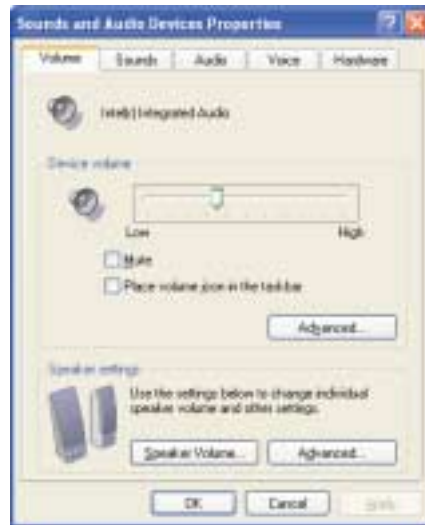 Sounds and Audio Devices Properties
Volume Sounds Audio Voice Hardware
Intel(r) Integrated Audio
Device volume
Low High
Mute
Place volume icon in the taskbar
Advanced...
Speaker settings
Use the settings below to change individual
speaker volume and other settings.
Speaker Volume... Advanced...
OK Cancel Apply